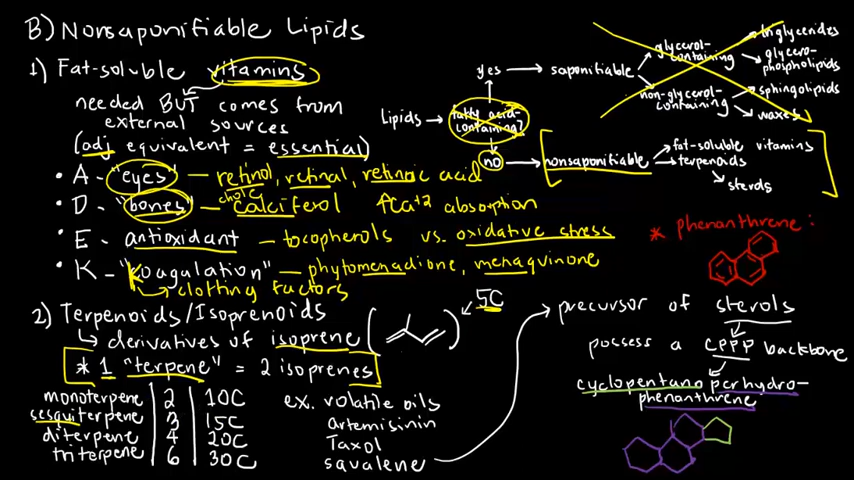 B) Nonsaponifiable Lipids
1) Fat-soluble vitamins
needed BUT comes from
external sources
(adj equivalent = essential)
• A - "eyes" - retinol, retinal, retinoic acid
• D - "bones" - cholecalciferol ↑Ca+2 absorption
• E - antioxidant - tocopherols vs. oxidative stress
• K - "koagulation" - phytomenadione, menaquinone
↳ clotting factors
2) Terpenoids/Isoprenoids
↳ derivatives of isoprene ( ) 5C
* 1 "terpene" = 2 isoprenes
monoterpene 2 10C
sesquiterpene 3 15C
diterpene 4 20C
triterpene 6 30C
ex. volatile oils
Artemisinin
Taxol
squalene
Lipids → fatty acid-
containing?
yes → saponifiable
glycerol-
containing
triglycerides
glycero-
phospholipids
non-glycerol-
containing
sphingolipids
waxes
no → nonsaponifiable
fat-soluble vitamins
terpenoids
sterols
* phenanthrene:
precursor of sterols
possess a CPPP backbone
cyclopentanoperhydro-
phenanthrene